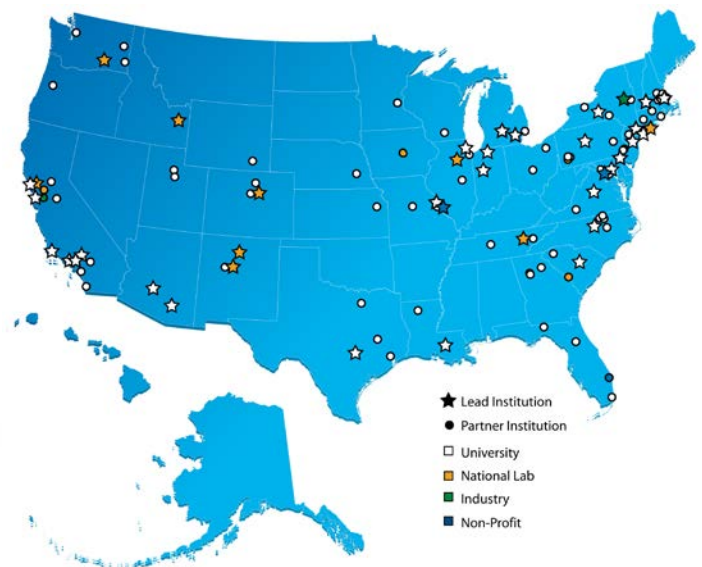 Lead Institution
Partner Institution
University
National Lab
Industry
Non-Profit